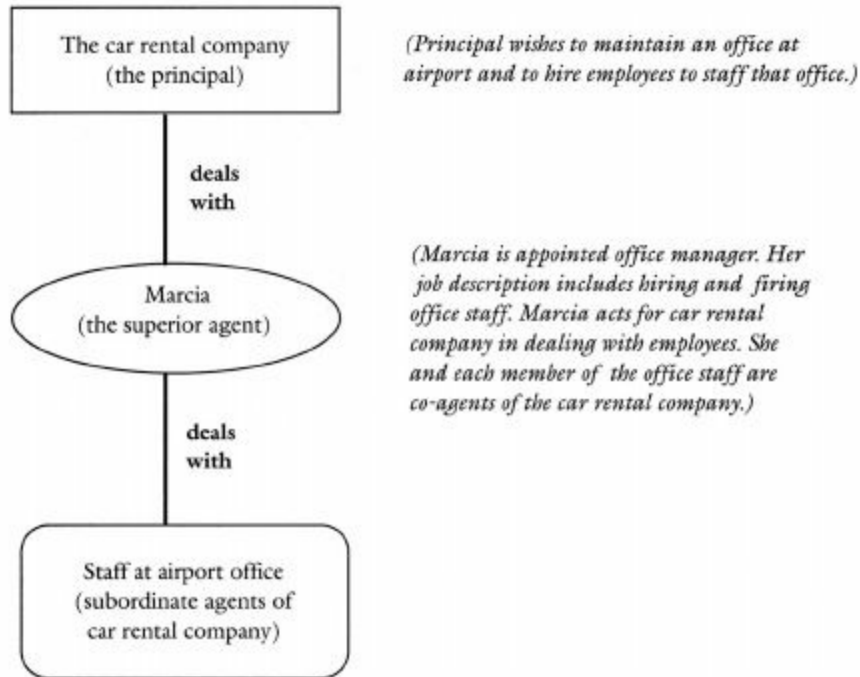 The car rental company
(the principal)
(Principal wishes to maintain an office at
airport and to hire employees to staff that office.)
deals
with
Marcia
(the superior agent)
(Marcia is appointed office manager. Her
job description includes hiring and firing
office staff. Marcia acts for car rental
company in dealing with employees. She
and each member of the office staff are
co-agents of the car rental company.)
deals
with
Staff at airport office
(subordinate agents of
car rental company)